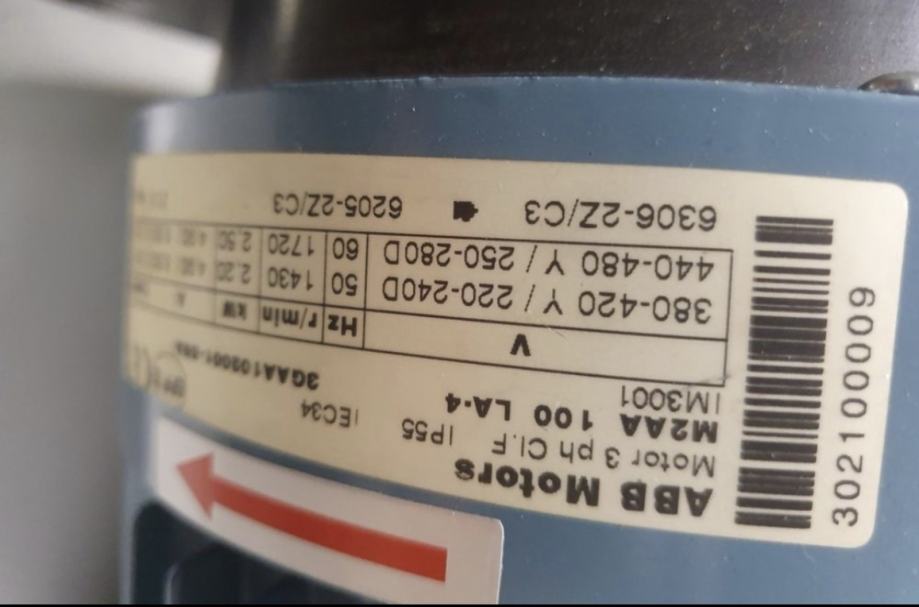 ABB Motors
Motor 3 ph Cl.F IP55 IEC34
M2AA 100 LA-4
IM3001
V Hz r/min kW
380-420 Y / 220-240D 50 1430 2.20
440-480 Y / 250-280D 60 1720 2.50
6306-2Z/C3 6205-2Z/C3
302100009